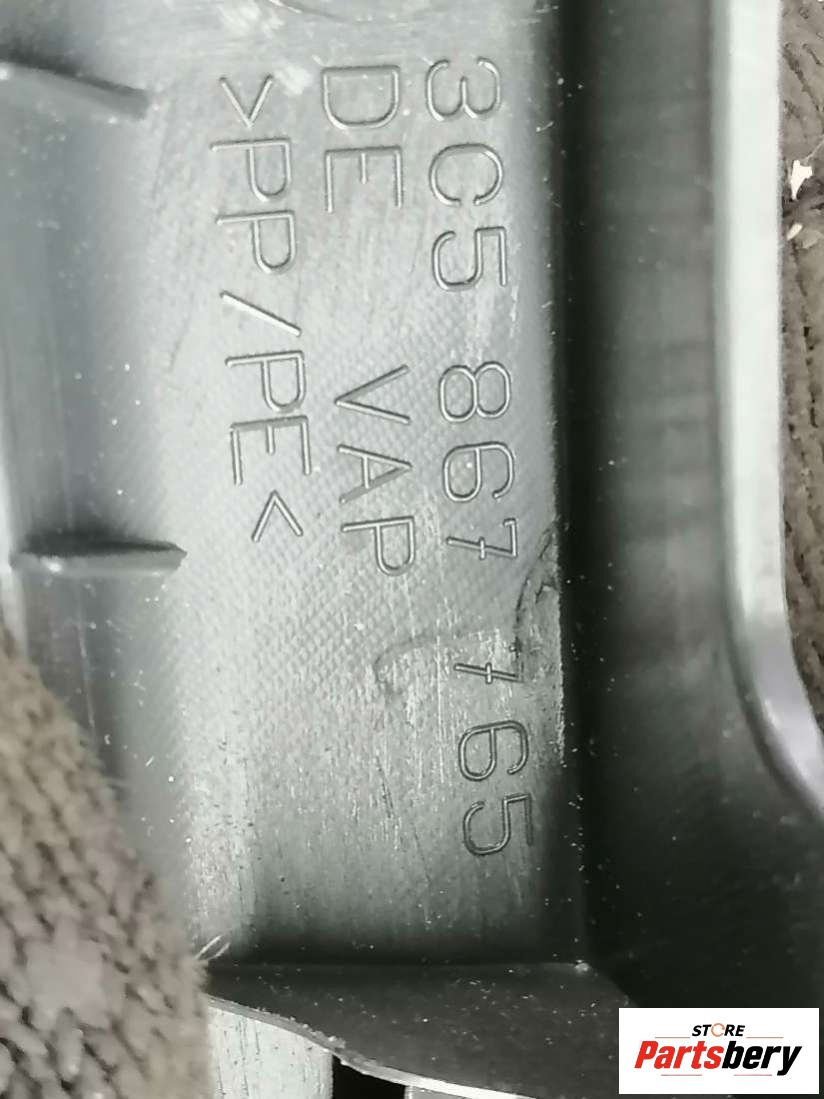 3C5 867 765
DE VAP
>PP/PE<
STORE
Partsbery